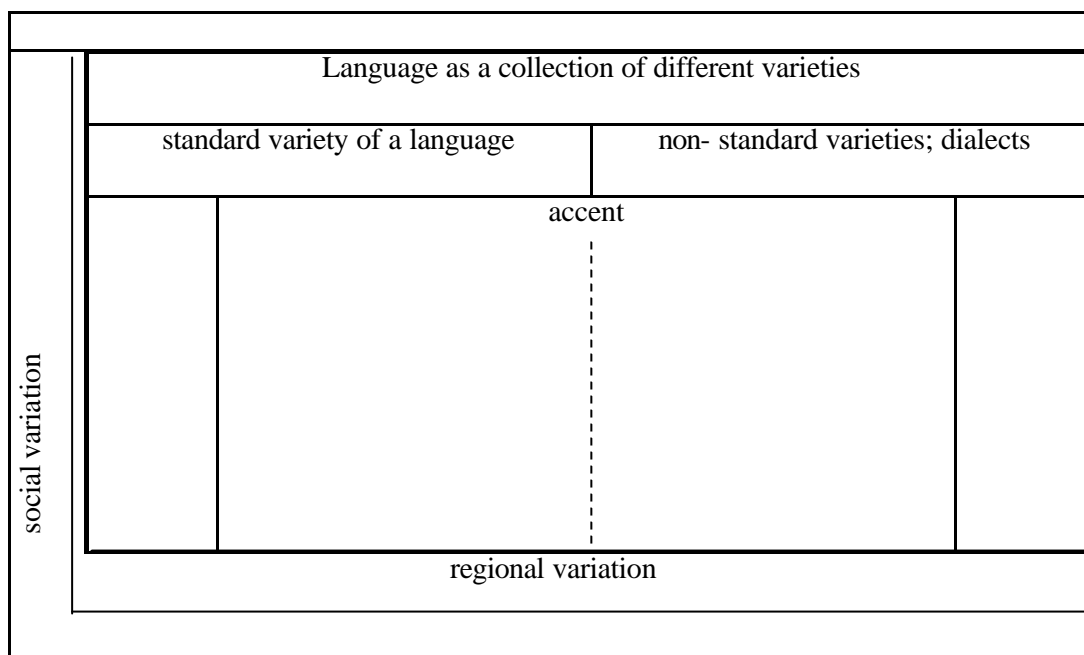 Language as a collection of different varieties
standard variety of a language
non- standard varieties; dialects
accent
social variation
regional variation